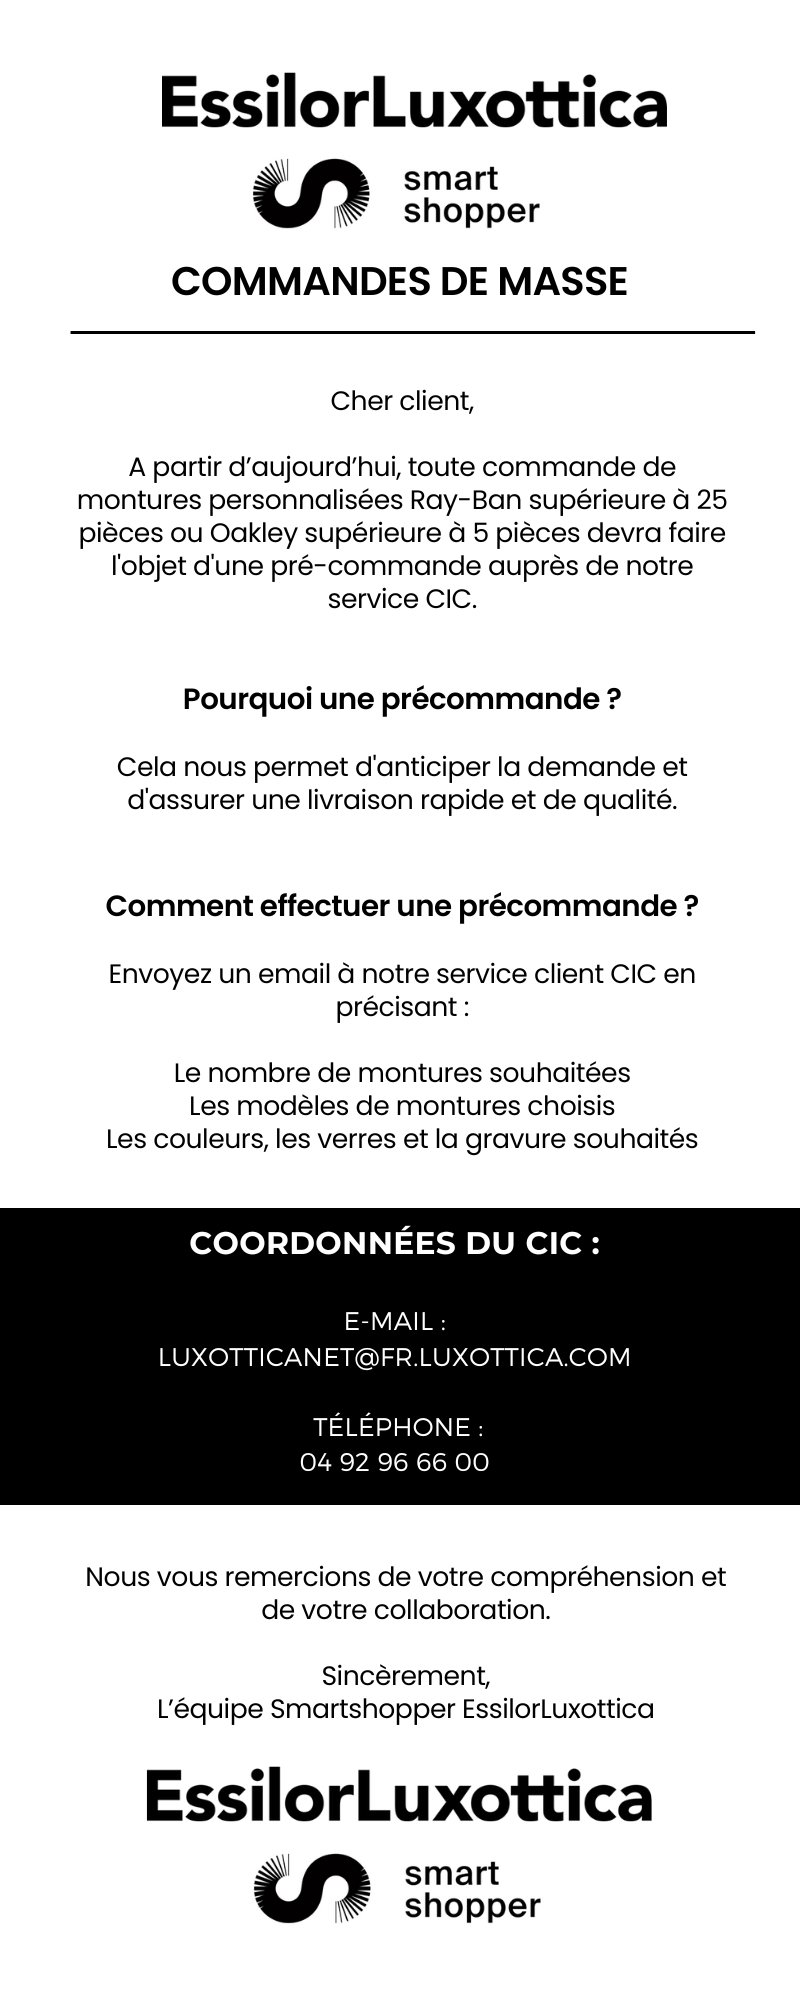 EssilorLuxottica
smart
shopper
COMMANDES DE MASSE
Cher client,
A partir d’aujourd’hui, toute commande de
montures personnalisées Ray-Ban supérieure à 25
pièces ou Oakley supérieure à 5 pièces devra faire
l'objet d'une pré-commande auprès de notre
service CIC.
Pourquoi une précommande ?
Cela nous permet d'anticiper la demande et
d'assurer une livraison rapide et de qualité.
Comment effectuer une précommande ?
Envoyez un email à notre service client CIC en
précisant :
Le nombre de montures souhaitées
Les modèles de montures choisis
Les couleurs, les verres et la gravure souhaités
COORDONNÉES DU CIC :
E-MAIL :
LUXOTTICANET@FR.LUXOTTICA.COM
TÉLÉPHONE :
04 92 96 66 00
Nous vous remercions de votre compréhension et
de votre collaboration.
Sincèrement,
L’équipe Smartshopper EssilorLuxottica
EssilorLuxottica
smart
shopper